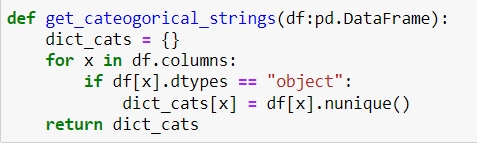 def get_cateogorical_strings(df:pd.DataFrame):
    dict_cats = {}
    for x in df.columns:
        if df[x].dtypes == "object":
            dict_cats[x] = df[x].nunique()
    return dict_cats